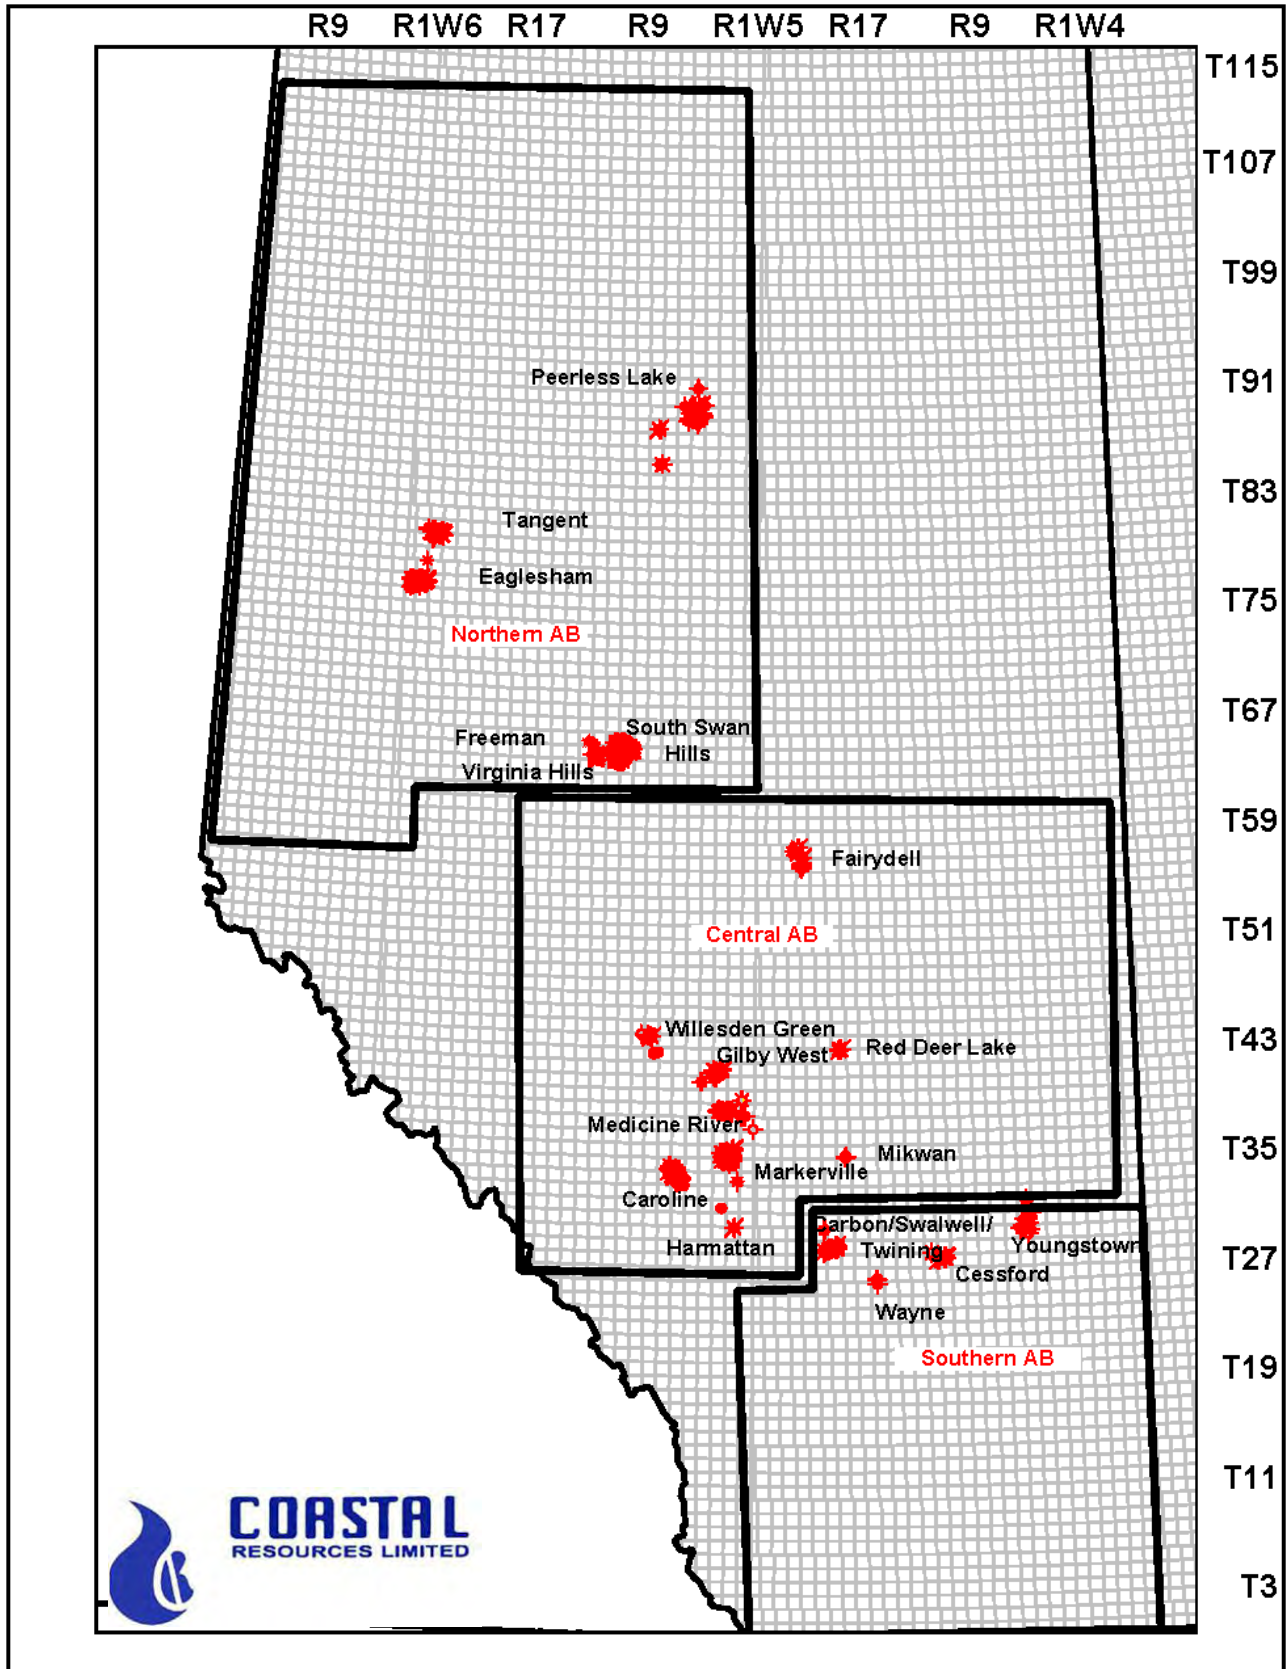 R9 R1W6 R17 R9 R1W5 R17 R9 R1W4
T115
T107
T99
Peerless Lake
T91
T83
Tangent
Eaglesham
T75
Northern AB
T67
South Swan
Hills
Freeman
Virginia Hills
T59
Fairydell
T51
Central AB
Willesden Green
T43
Gilby West
Red Deer Lake
Medicine River
T35
Mikwan
Markerville
Caroline
Carbon/Swalwell/
Twining
Harmattan
Youngstown
T27
Cessford
Wayne
Southern AB
T19
T11
COASTAL
RESOURCES LIMITED
T3